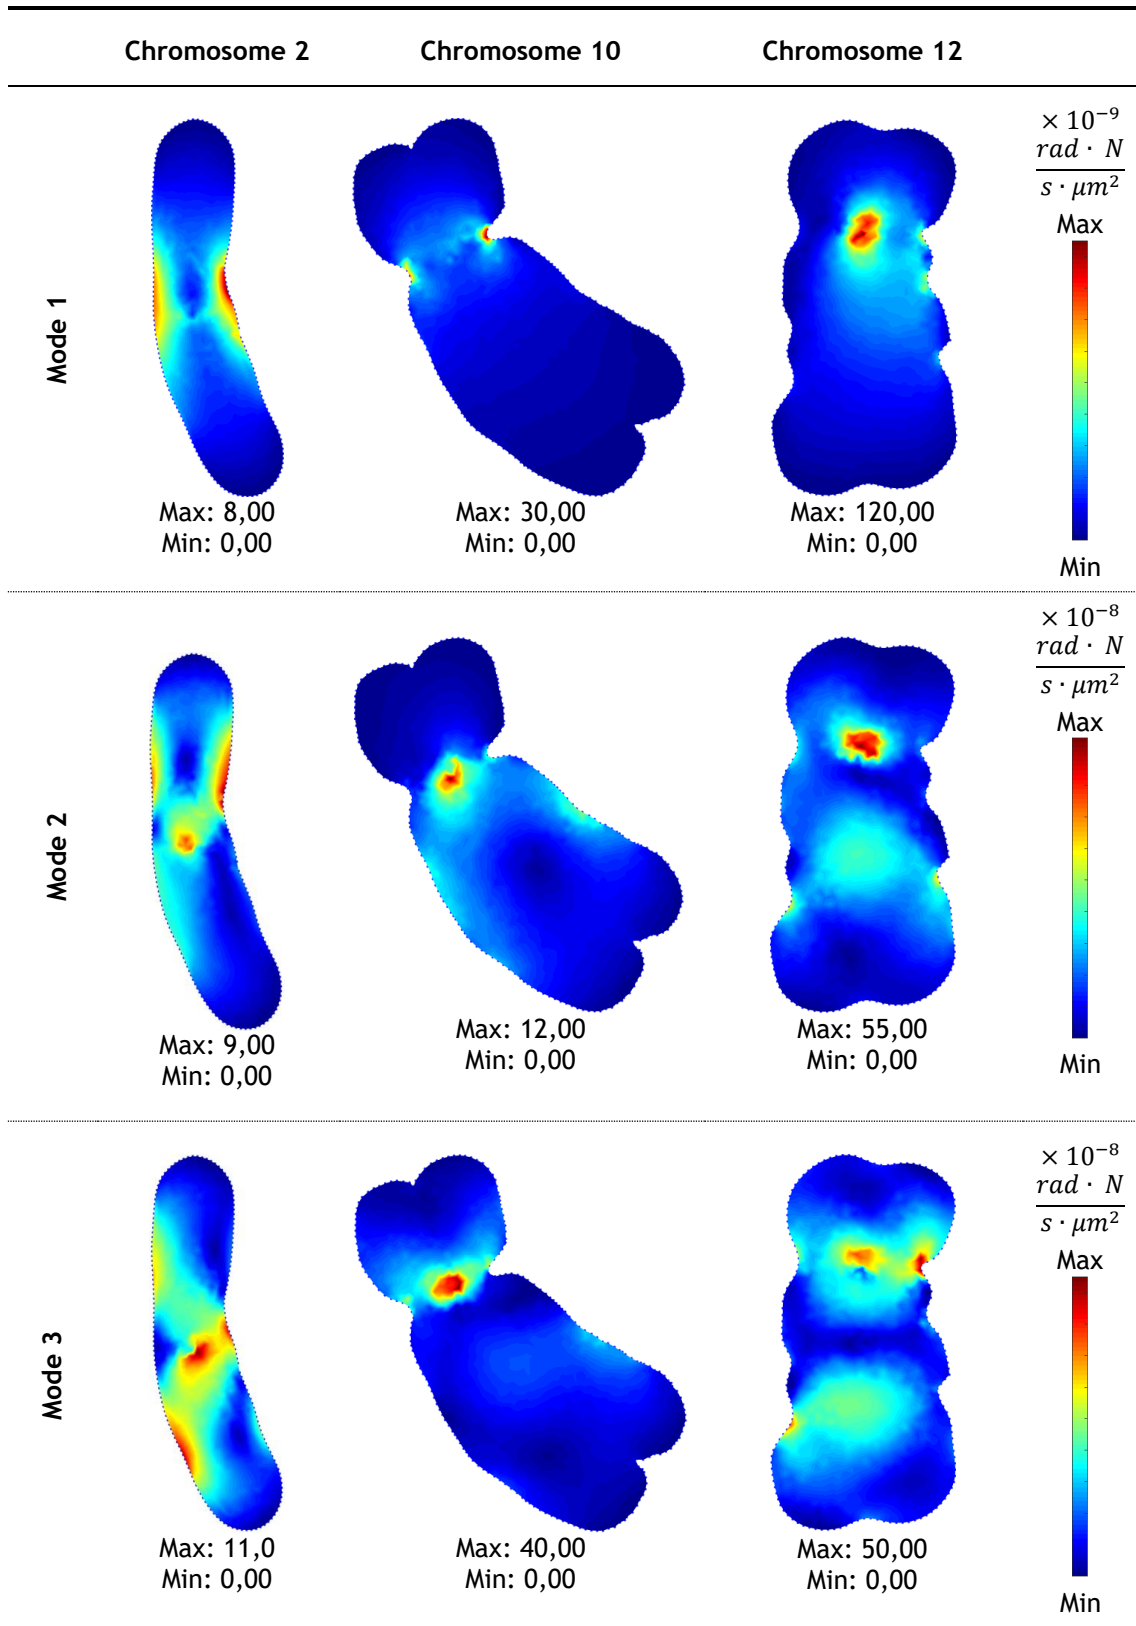 Chromosome 2 Chromosome 10 Chromosome 12
Mode 1
× 10⁻⁹
rad · N
s · μm²
Max
Min
Max: 8,00
Min: 0,00
Max: 30,00
Min: 0,00
Max: 120,00
Min: 0,00
Mode 2
× 10⁻⁸
rad · N
s · μm²
Max
Min
Max: 9,00
Min: 0,00
Max: 12,00
Min: 0,00
Max: 55,00
Min: 0,00
Mode 3
× 10⁻⁸
rad · N
s · μm²
Max
Min
Max: 11,0
Min: 0,00
Max: 40,00
Min: 0,00
Max: 50,00
Min: 0,00